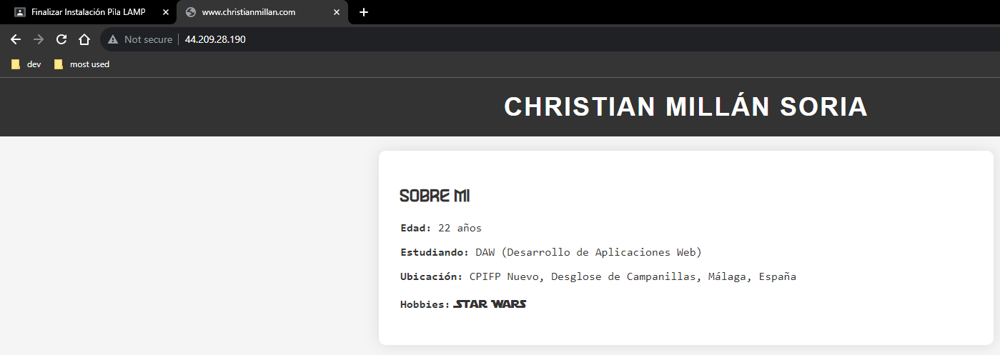 Finalizar Instalación Pila LAMP
www.christianmillan.com
Not secure
44.209.28.190
dev
most used
CHRISTIAN MILLÁN SORIA
SOBRE MI
Edad: 22 años
Estudiando: DAW (Desarrollo de Aplicaciones Web)
Ubicación: CPIFP Nuevo, Desglose de Campanillas, Málaga, España
Hobbies: STAR WARS